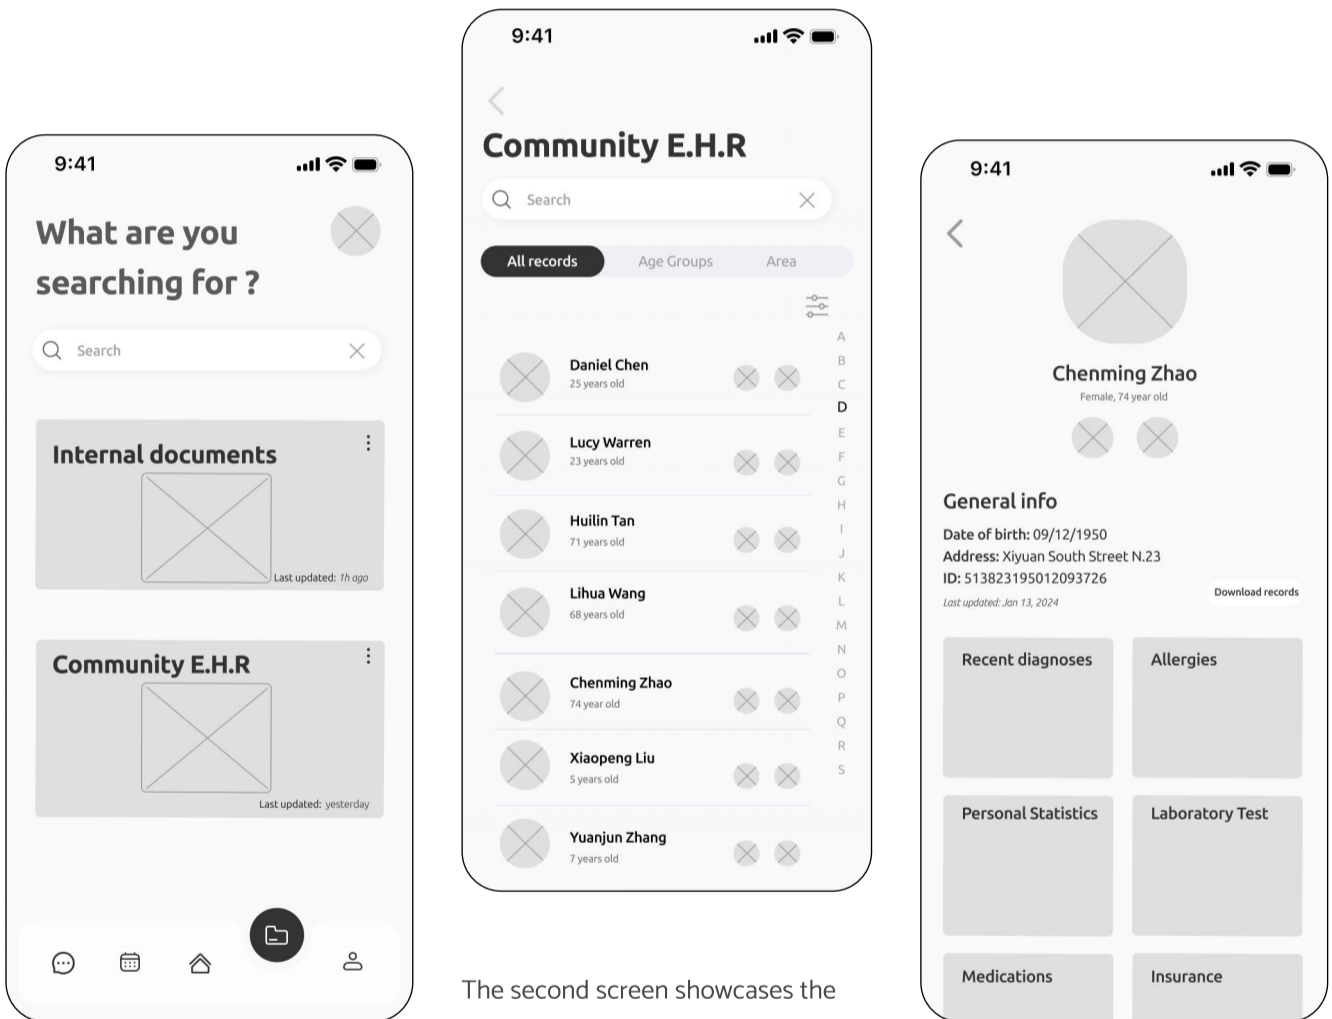 9:41
What are you
searching for ?
Search
Internal documents
Last updated: 1h ago
Community E.H.R
Last updated: yesterday
9:41
Community E.H.R
Search
All records Age Groups Area
A
B
C
D
E
F
G
H
I
J
K
L
M
N
O
P
Q
R
S
Daniel Chen
25 years old
Lucy Warren
23 years old
Huilin Tan
71 years old
Lihua Wang
68 years old
Chenming Zhao
74 year old
Xiaopeng Liu
5 years old
Yuanjun Zhang
7 years old
The second screen showcases the
9:41
Chenming Zhao
Female, 74 year old
General info
Date of birth: 09/12/1950
Address: Xiyuan South Street N.23
ID: 513823195012093726
Last updated: Jan 13, 2024
Download records
Recent diagnoses
Allergies
Personal Statistics
Laboratory Test
Medications
Insurance